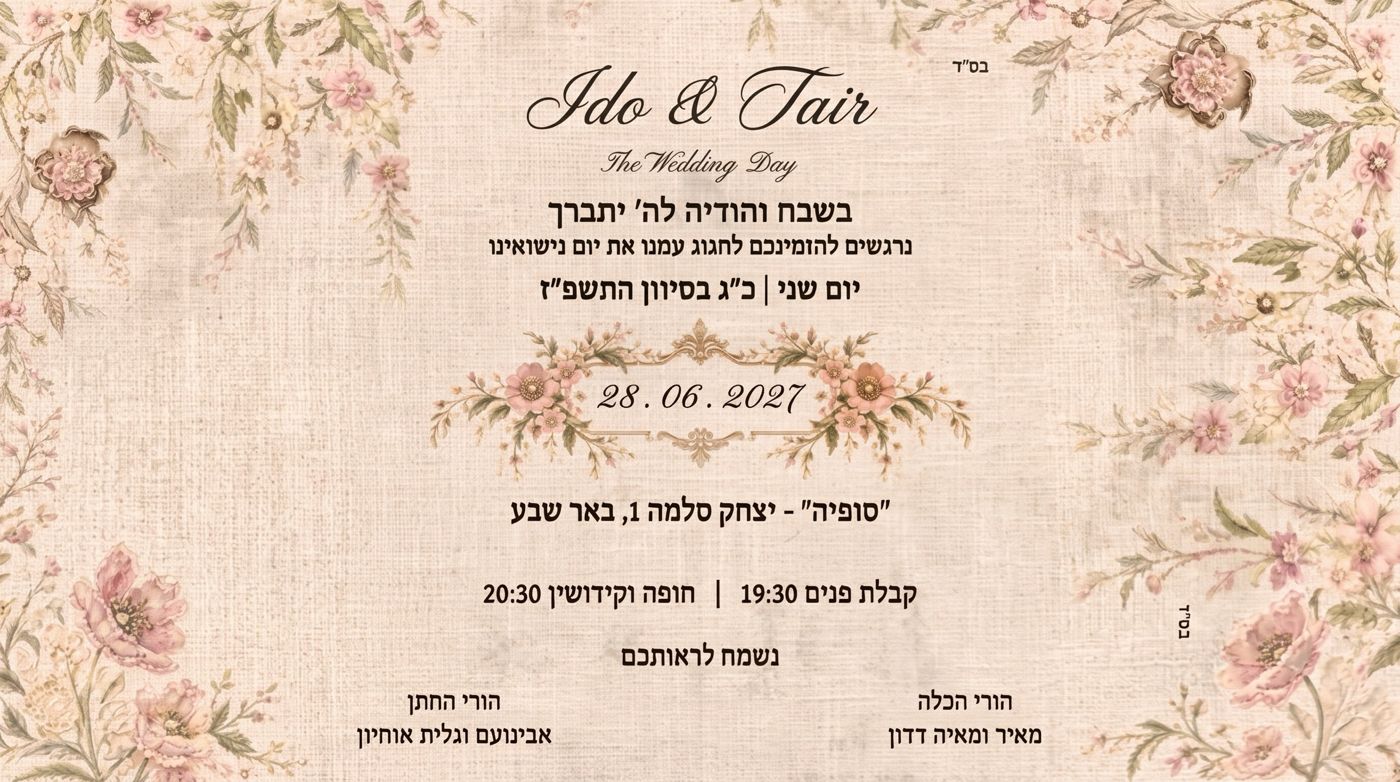 בס"ד
Ido & Tair
The Wedding Day
בשבח והודיה לה' יתברך
נרגשים להזמינכם לחגוג עמנו את יום נישואינו
יום שני | כ"ג בסיוון התשפ"ז
28 . 06 . 2027
"סופיה" - יצחק סלמה 1, באר שבע
קבלת פנים 19:30 | חופה וקידושין 20:30
בס"ד
נשמח לראותכם
הורי הכלה
מאיר ומאיה דדון
הורי החתן
אבינועם וגלית אוחיון